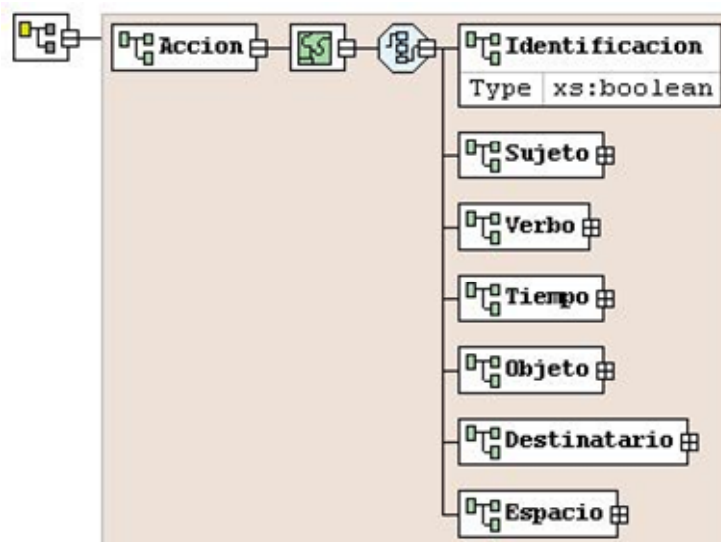 Accion
Identificacion
Type xs:boolean
Sujeto
Verbo
Tiempo
Objeto
Destinatario
Espacio